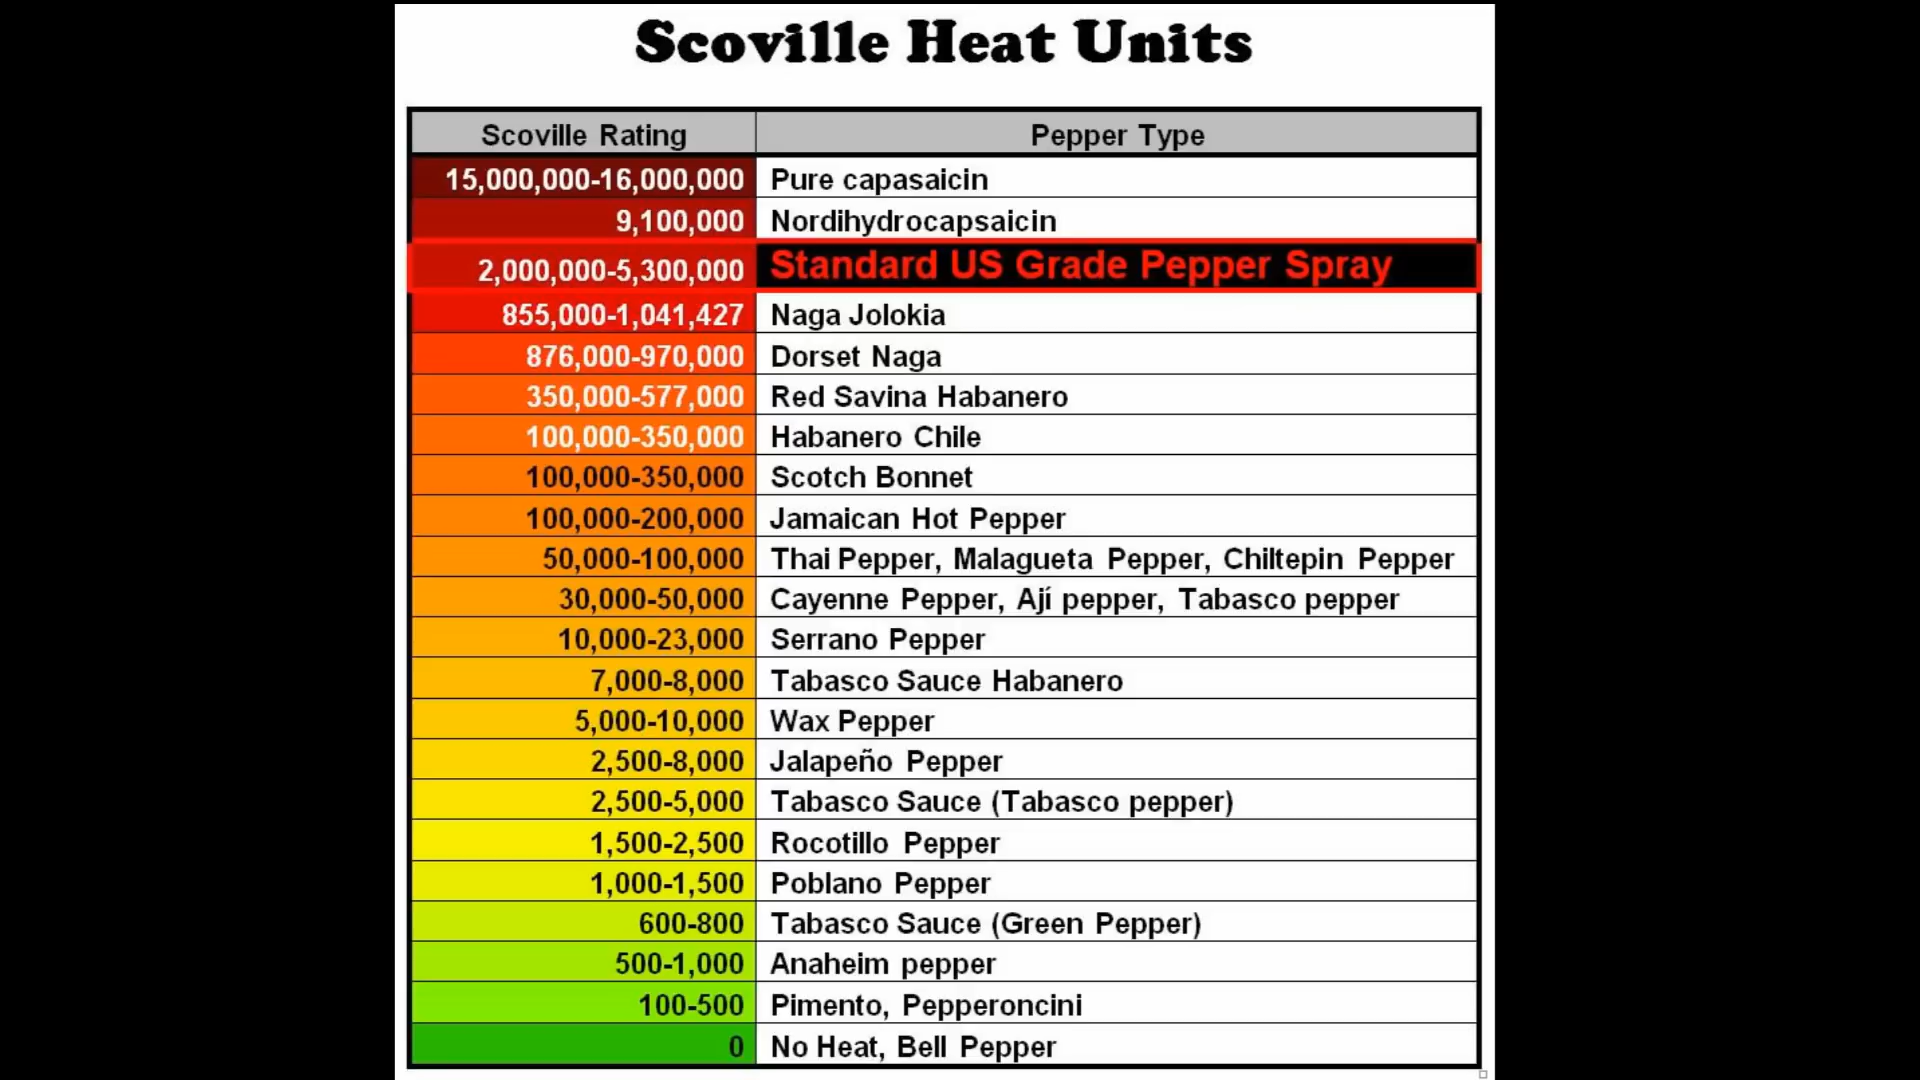 Scoville Heat Units
Scoville Rating Pepper Type
15,000,000-16,000,000 Pure capasaicin
9,100,000 Nordihydrocapsaicin
2,000,000-5,300,000 Standard US Grade Pepper Spray
855,000-1,041,427 Naga Jolokia
876,000-970,000 Dorset Naga
350,000-577,000 Red Savina Habanero
100,000-350,000 Habanero Chile
100,000-350,000 Scotch Bonnet
100,000-200,000 Jamaican Hot Pepper
50,000-100,000 Thai Pepper, Malagueta Pepper, Chiltepin Pepper
30,000-50,000 Cayenne Pepper, Ají pepper, Tabasco pepper
10,000-23,000 Serrano Pepper
7,000-8,000 Tabasco Sauce Habanero
5,000-10,000 Wax Pepper
2,500-8,000 Jalapeño Pepper
2,500-5,000 Tabasco Sauce (Tabasco pepper)
1,500-2,500 Rocotillo Pepper
1,000-1,500 Poblano Pepper
600-800 Tabasco Sauce (Green Pepper)
500-1,000 Anaheim pepper
100-500 Pimento, Pepperoncini
0 No Heat, Bell Pepper